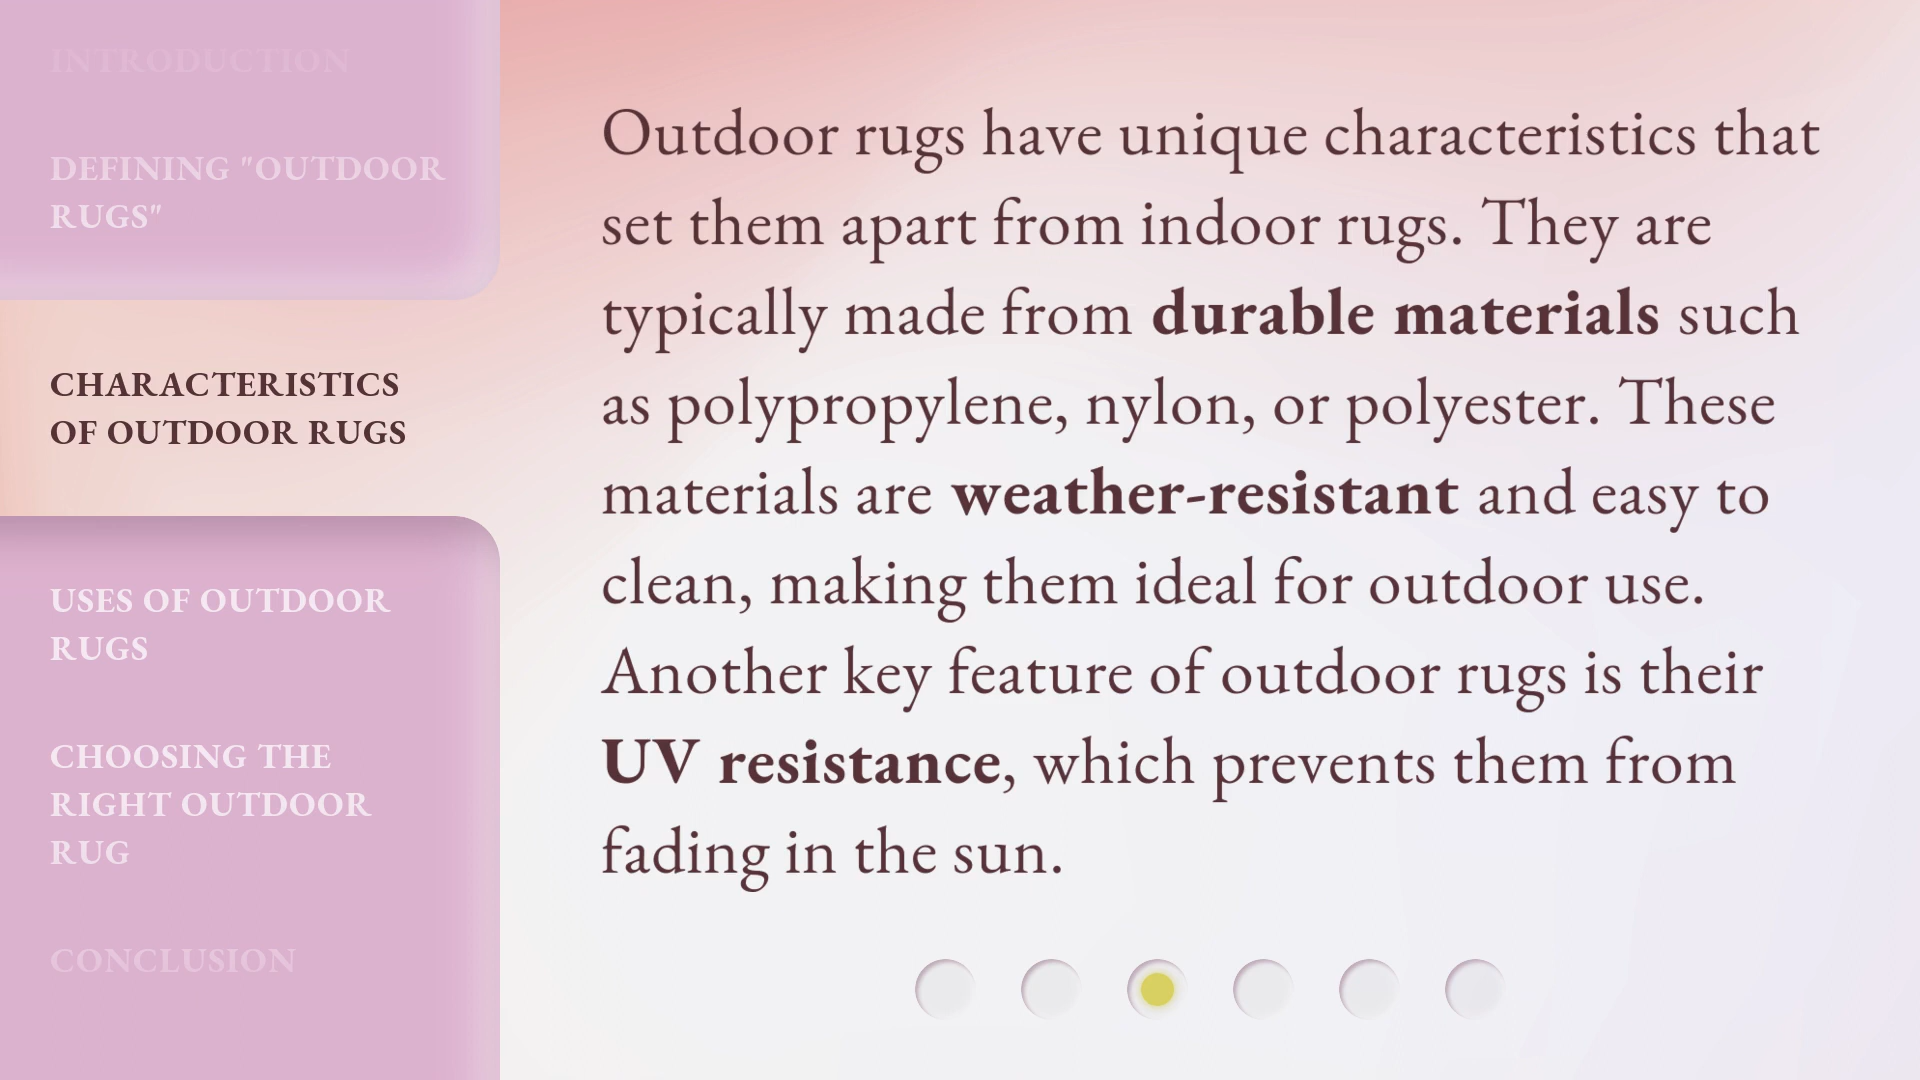 INTRODUCTION
DEFINING "OUTDOOR
RUGS"
CHARACTERISTICS
OF OUTDOOR RUGS
USES OF OUTDOOR
RUGS
CHOOSING THE
RIGHT OUTDOOR
RUG
CONCLUSION
Outdoor rugs have unique characteristics that
set them apart from indoor rugs. They are
typically made from durable materials such
as polypropylene, nylon, or polyester. These
materials are weather-resistant and easy to
clean, making them ideal for outdoor use.
Another key feature of outdoor rugs is their
UV resistance, which prevents them from
fading in the sun.